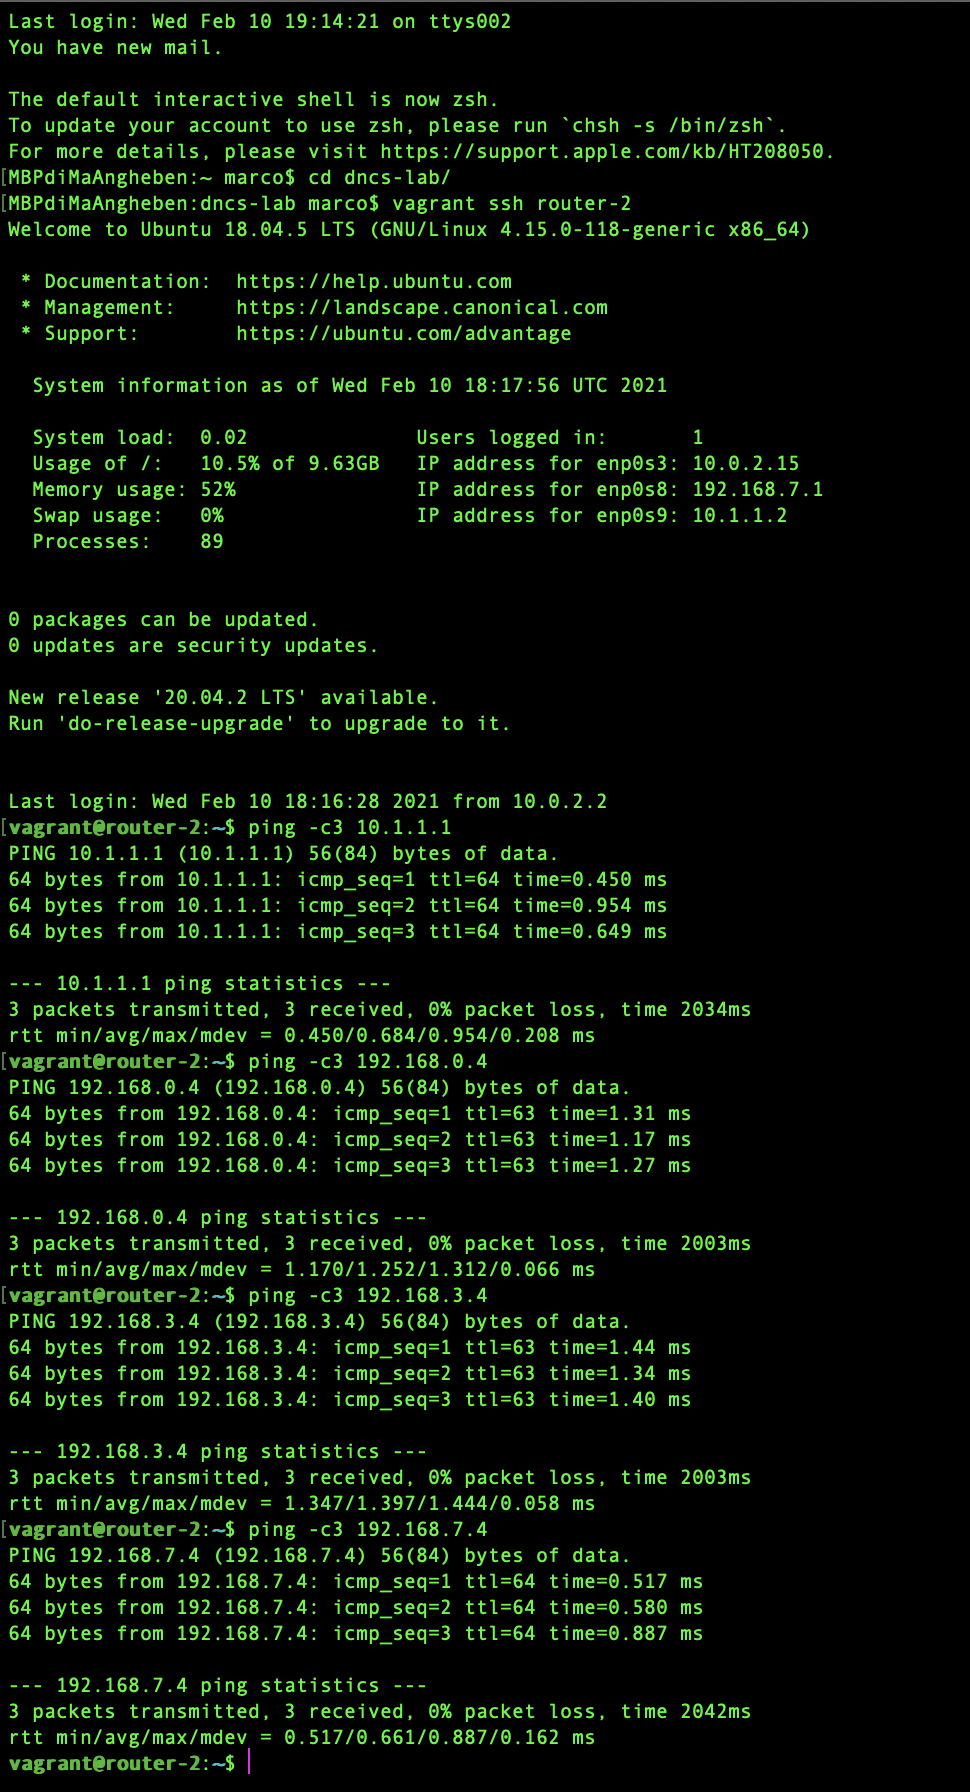 Last login: Wed Feb 10 19:14:21 on ttys002
You have new mail.
The default interactive shell is now zsh.
To update your account to use zsh, please run `chsh -s /bin/zsh`.
For more details, please visit https://support.apple.com/kb/HT208050.
[MBPdiMaAngheben:~ marco$ cd dncs-lab/
[MBPdiMaAngheben:dncs-lab marco$ vagrant ssh router-2
Welcome to Ubuntu 18.04.5 LTS (GNU/Linux 4.15.0-118-generic x86_64)
 * Documentation:  https://help.ubuntu.com
 * Management:     https://landscape.canonical.com
 * Support:        https://ubuntu.com/advantage
  System information as of Wed Feb 10 18:17:56 UTC 2021
  System load:  0.02              Users logged in:       1
  Usage of /:   10.5% of 9.63GB   IP address for enp0s3: 10.0.2.15
  Memory usage: 52%               IP address for enp0s8: 192.168.7.1
  Swap usage:   0%                IP address for enp0s9: 10.1.1.2
  Processes:    89
0 packages can be updated.
0 updates are security updates.
New release '20.04.2 LTS' available.
Run 'do-release-upgrade' to upgrade to it.
Last login: Wed Feb 10 18:16:28 2021 from 10.0.2.2
[vagrant@router-2:~$ ping -c3 10.1.1.1
PING 10.1.1.1 (10.1.1.1) 56(84) bytes of data.
64 bytes from 10.1.1.1: icmp_seq=1 ttl=64 time=0.450 ms
64 bytes from 10.1.1.1: icmp_seq=2 ttl=64 time=0.954 ms
64 bytes from 10.1.1.1: icmp_seq=3 ttl=64 time=0.649 ms
--- 10.1.1.1 ping statistics ---
3 packets transmitted, 3 received, 0% packet loss, time 2034ms
rtt min/avg/max/mdev = 0.450/0.684/0.954/0.208 ms
[vagrant@router-2:~$ ping -c3 192.168.0.4
PING 192.168.0.4 (192.168.0.4) 56(84) bytes of data.
64 bytes from 192.168.0.4: icmp_seq=1 ttl=63 time=1.31 ms
64 bytes from 192.168.0.4: icmp_seq=2 ttl=63 time=1.17 ms
64 bytes from 192.168.0.4: icmp_seq=3 ttl=63 time=1.27 ms
--- 192.168.0.4 ping statistics ---
3 packets transmitted, 3 received, 0% packet loss, time 2003ms
rtt min/avg/max/mdev = 1.170/1.252/1.312/0.066 ms
[vagrant@router-2:~$ ping -c3 192.168.3.4
PING 192.168.3.4 (192.168.3.4) 56(84) bytes of data.
64 bytes from 192.168.3.4: icmp_seq=1 ttl=63 time=1.44 ms
64 bytes from 192.168.3.4: icmp_seq=2 ttl=63 time=1.34 ms
64 bytes from 192.168.3.4: icmp_seq=3 ttl=63 time=1.40 ms
--- 192.168.3.4 ping statistics ---
3 packets transmitted, 3 received, 0% packet loss, time 2003ms
rtt min/avg/max/mdev = 1.347/1.397/1.444/0.058 ms
[vagrant@router-2:~$ ping -c3 192.168.7.4
PING 192.168.7.4 (192.168.7.4) 56(84) bytes of data.
64 bytes from 192.168.7.4: icmp_seq=1 ttl=64 time=0.517 ms
64 bytes from 192.168.7.4: icmp_seq=2 ttl=64 time=0.580 ms
64 bytes from 192.168.7.4: icmp_seq=3 ttl=64 time=0.887 ms
--- 192.168.7.4 ping statistics ---
3 packets transmitted, 3 received, 0% packet loss, time 2042ms
rtt min/avg/max/mdev = 0.517/0.661/0.887/0.162 ms
vagrant@router-2:~$